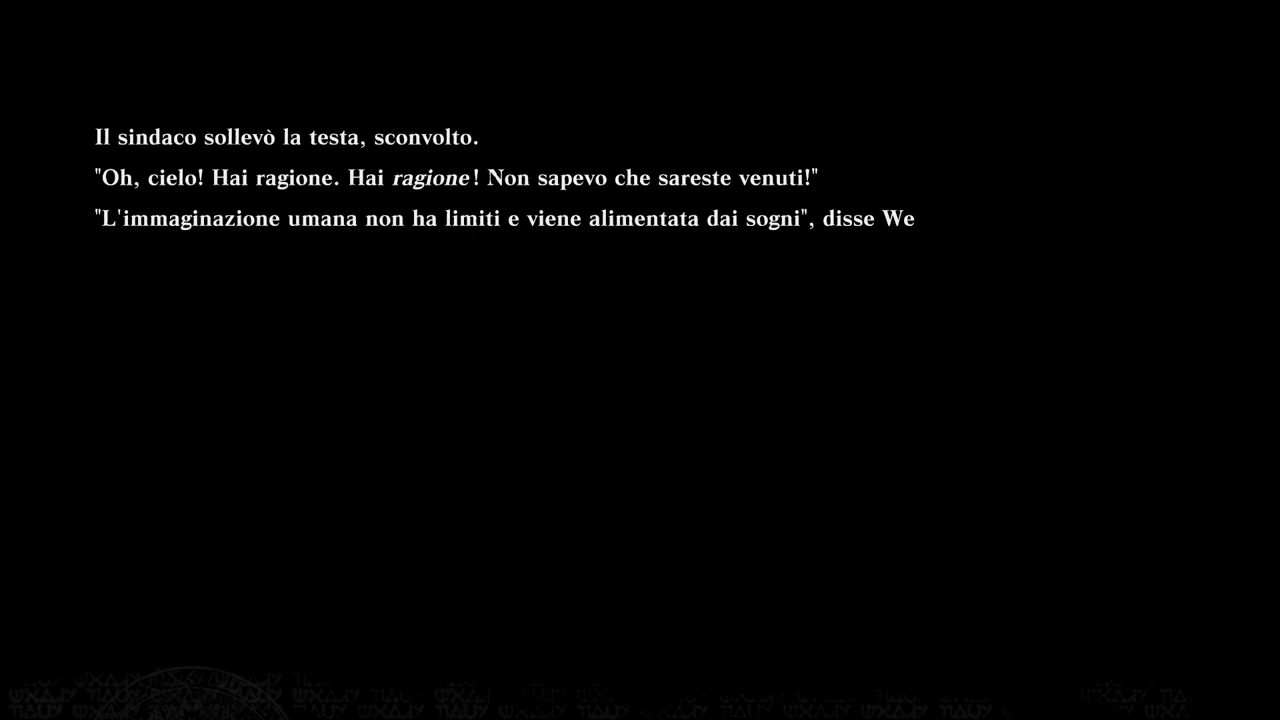 Il sindaco sollevò la testa, sconvolto.
"Oh, cielo! Hai ragione. Hai ragione! Non sapevo che sareste venuti!"
"L'immaginazione umana non ha limiti e viene alimentata dai sogni", disse We